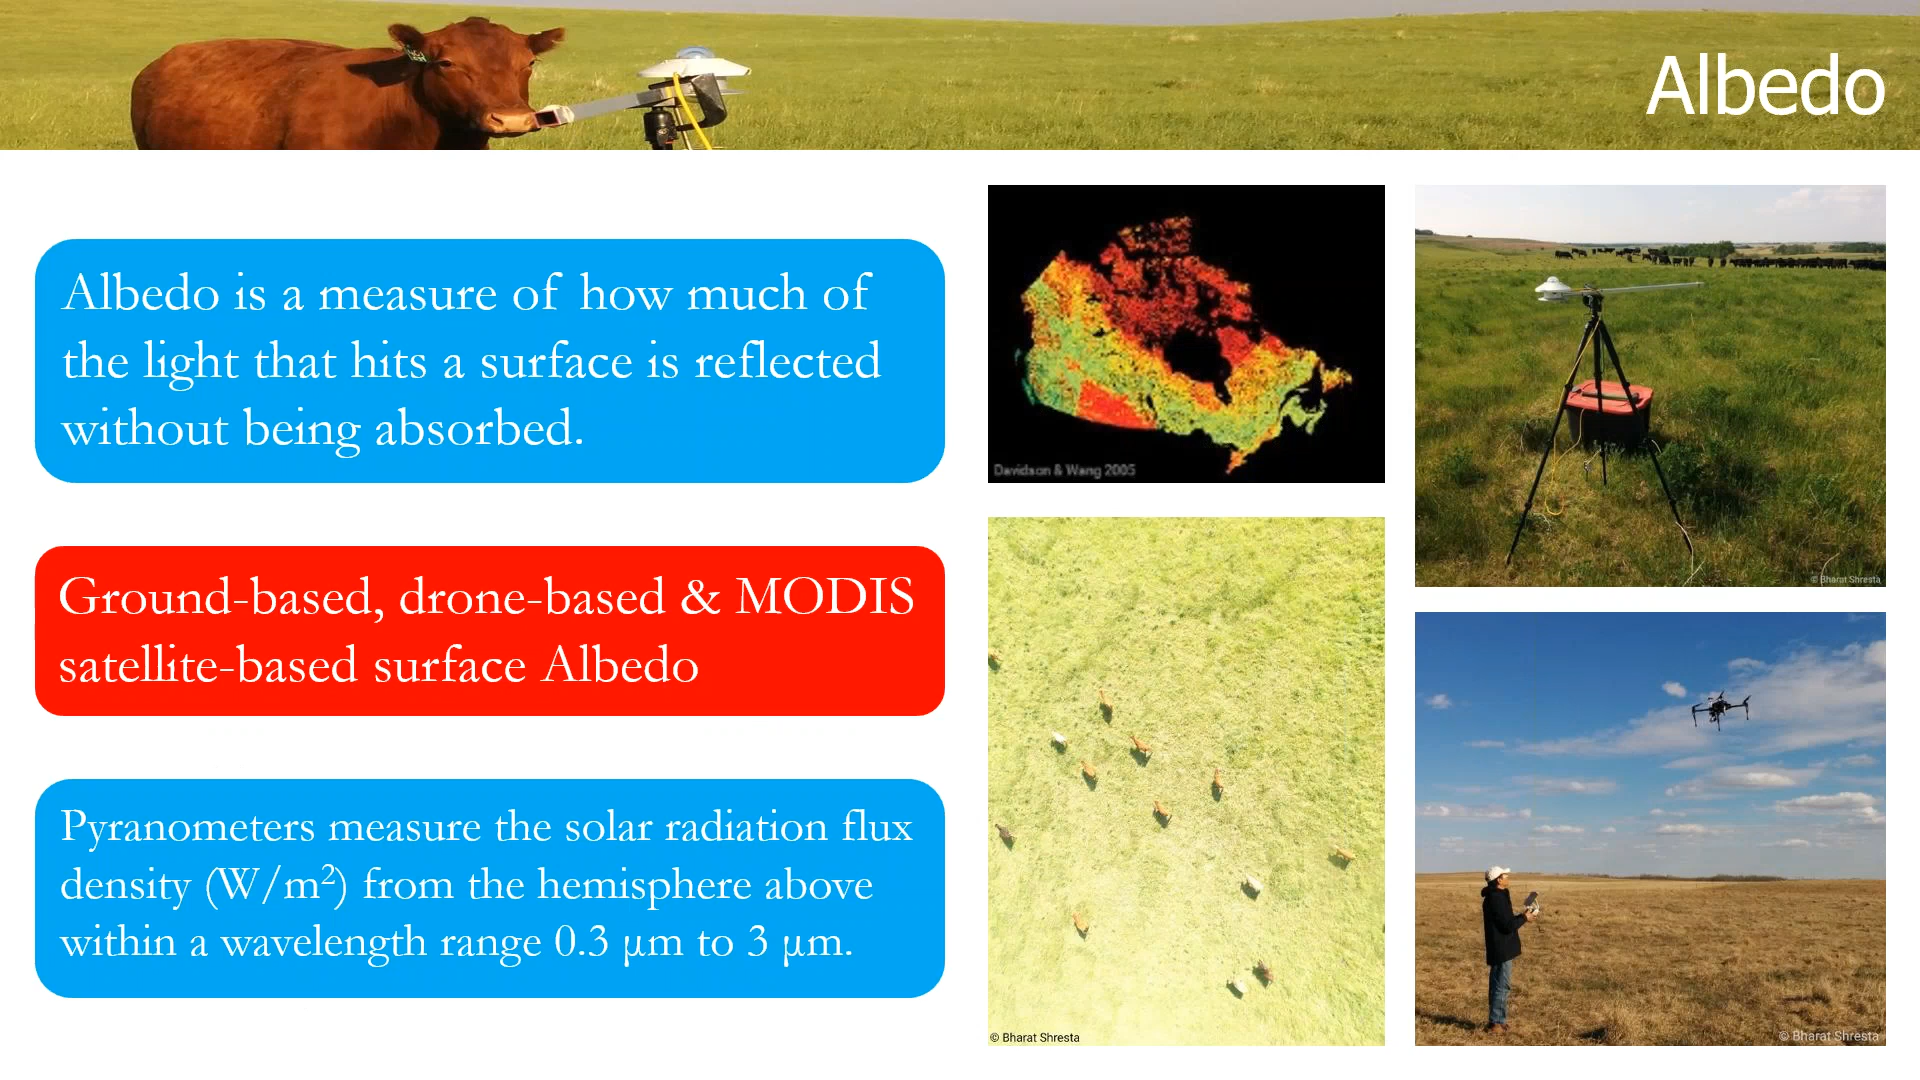 Albedo
Albedo is a measure of how much of
the light that hits a surface is reflected
without being absorbed.
Ground-based, drone-based & MODIS
satellite-based surface Albedo
Pyranometers measure the solar radiation flux
density (W/m²) from the hemisphere above
within a wavelength range 0.3 µm to 3 µm.
Davidson & Wang 2005
© Bharat Shresta
© Bharat Shresta
© Bharat Shresta